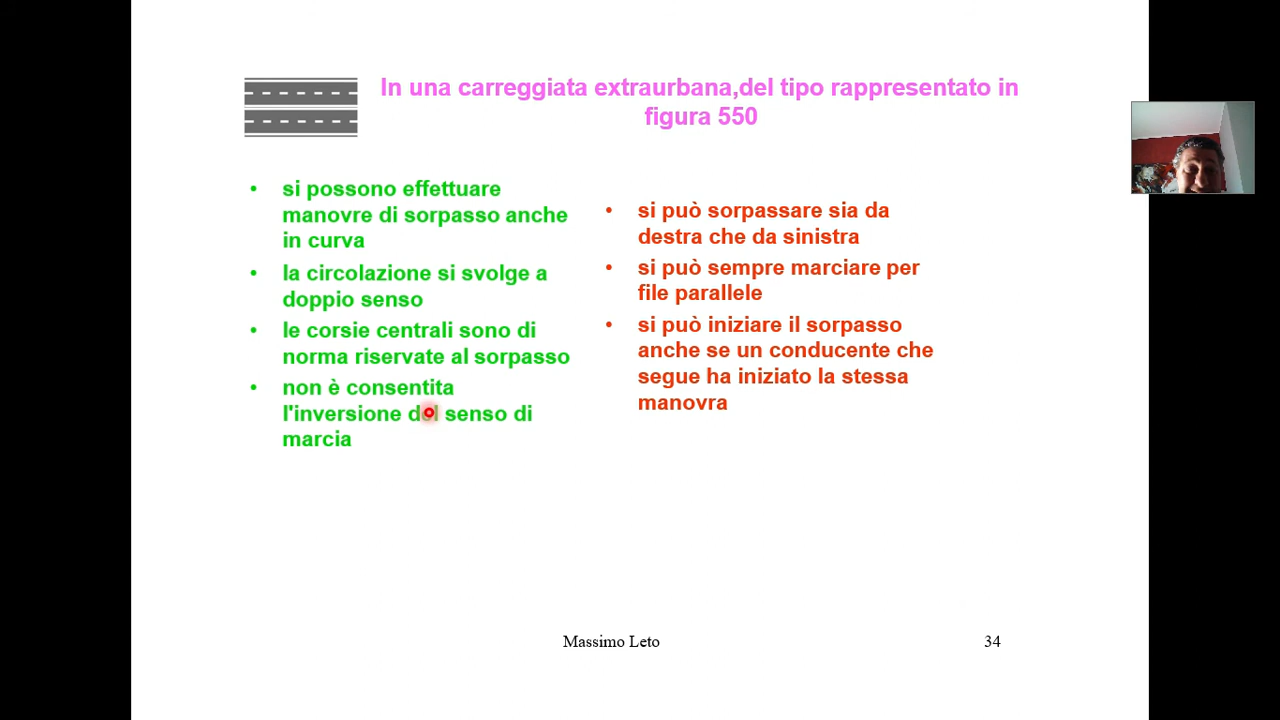 In una carreggiata extraurbana,del tipo rappresentato in
figura 550
• si possono effettuare
manovre di sorpasso anche
in curva
• la circolazione si svolge a
doppio senso
• le corsie centrali sono di
norma riservate al sorpasso
• non è consentita
l'inversione del senso di
marcia
• si può sorpassare sia da
destra che da sinistra
• si può sempre marciare per
file parallele
• si può iniziare il sorpasso
anche se un conducente che
segue ha iniziato la stessa
manovra
Massimo Leto
34